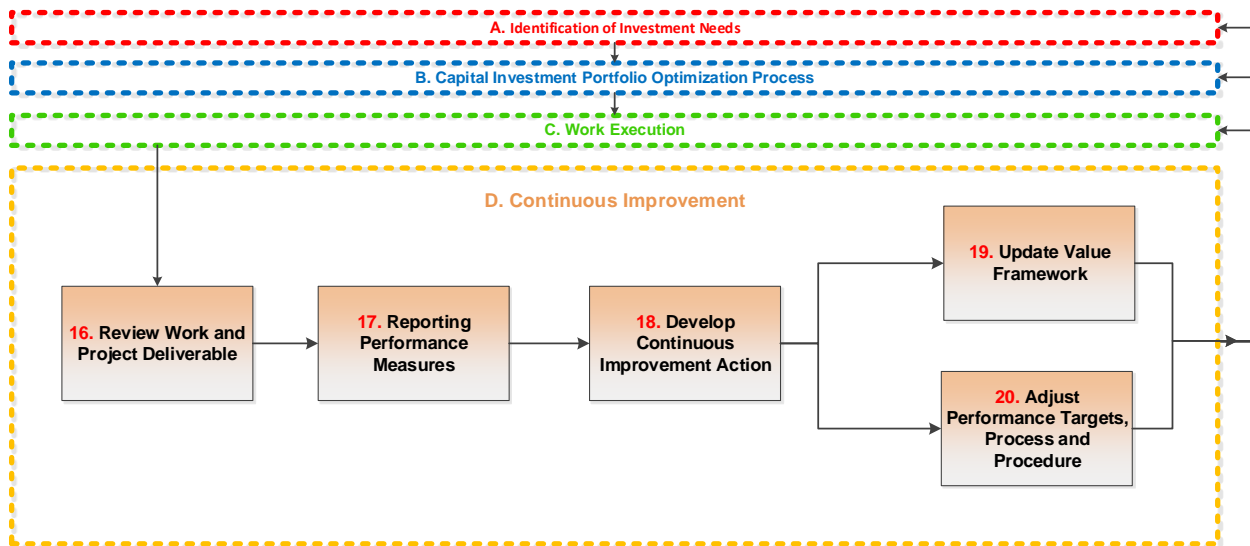 A. Identification of Investment Needs
B. Capital Investment Portfolio Optimization Process
C. Work Execution
D. Continuous Improvement
16. Review Work and
Project Deliverable
17. Reporting
Performance
Measures
18. Develop
Continuous
Improvement Action
19. Update Value
Framework
20. Adjust
Performance Targets,
Process and
Procedure